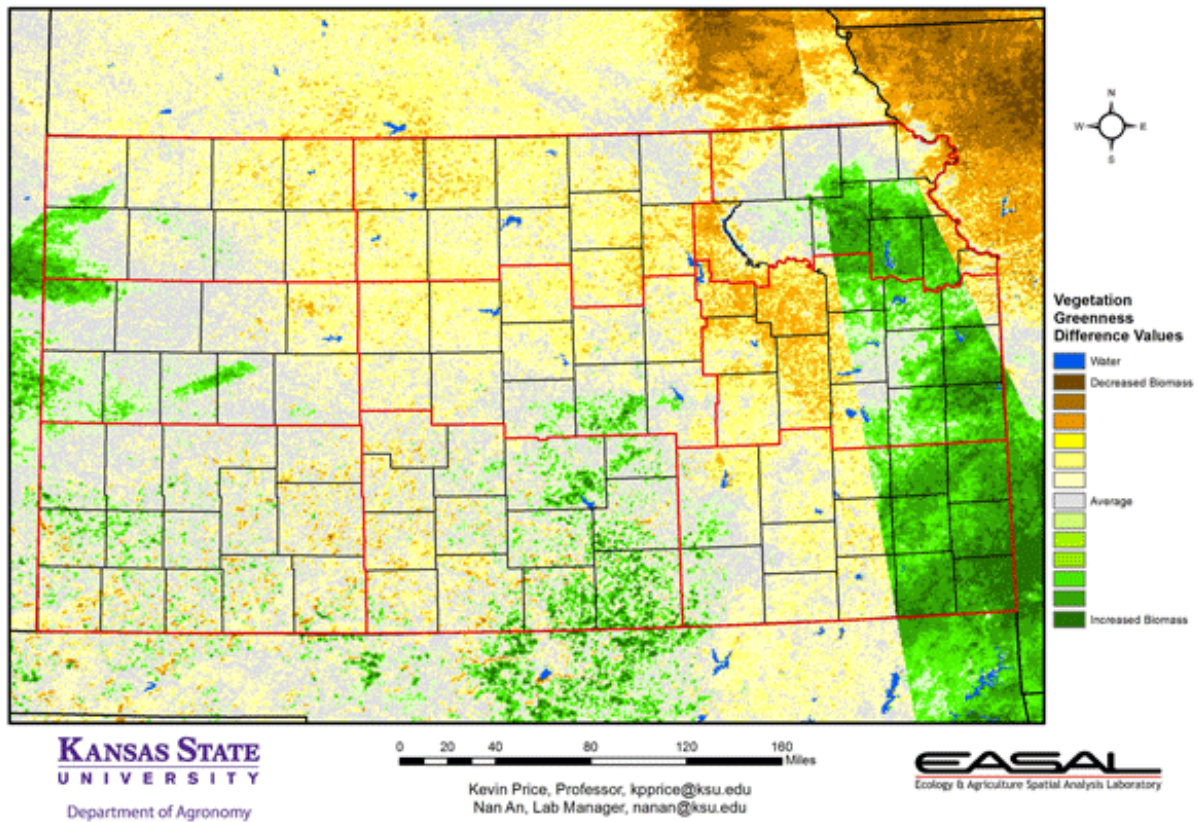 N
W E
S
Vegetation
Greenness
Difference Values
Water
Decreased Biomass
Average
Increased Biomass
KANSAS STATE
UNIVERSITY
Department of Agronomy
0 20 40 80 120 160
Miles
Kevin Price, Professor, kpprice@ksu.edu
Nan An, Lab Manager, nanan@ksu.edu
EASAL
Ecology & Agriculture Spatial Analysis Laboratory